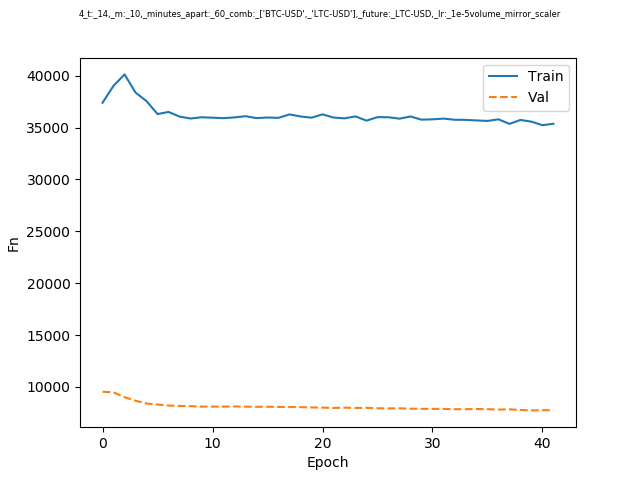 4_t:_14,_m:_10,_minutes_apart:_60_comb:_['BTC-USD',_'LTC-USD'],_future:_LTC-USD,_lr:_1e-5volume_mirror_scaler
Train
Val
40000
35000
30000
25000
20000
15000
10000
Fn
0
10
20
30
40
Epoch